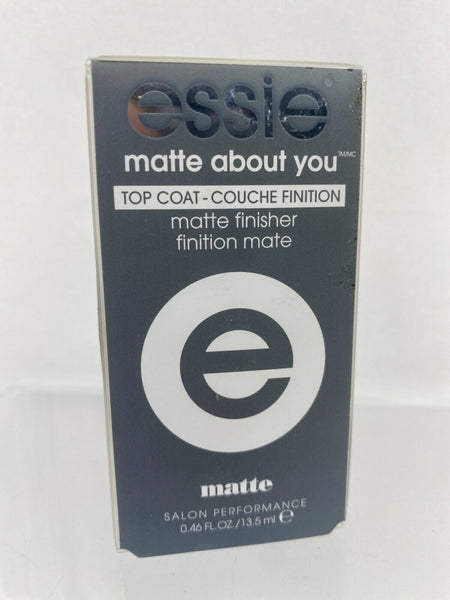 essie
matte about you™/MC
TOP COAT - COUCHE FINITION
matte finisher
finition mate
e
matte
SALON PERFORMANCE
0.46 FL.OZ./13.5 ml e